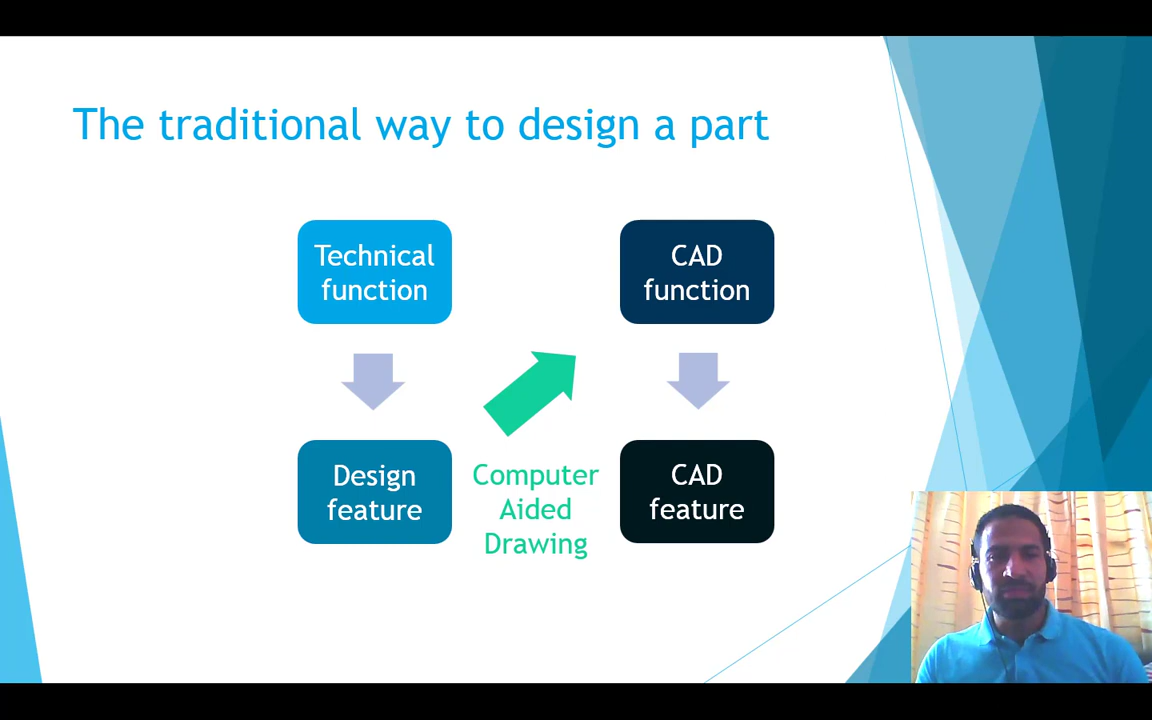 The traditional way to design a part
Technical
function
CAD
function
Design
feature
Computer
Aided
Drawing
CAD
feature